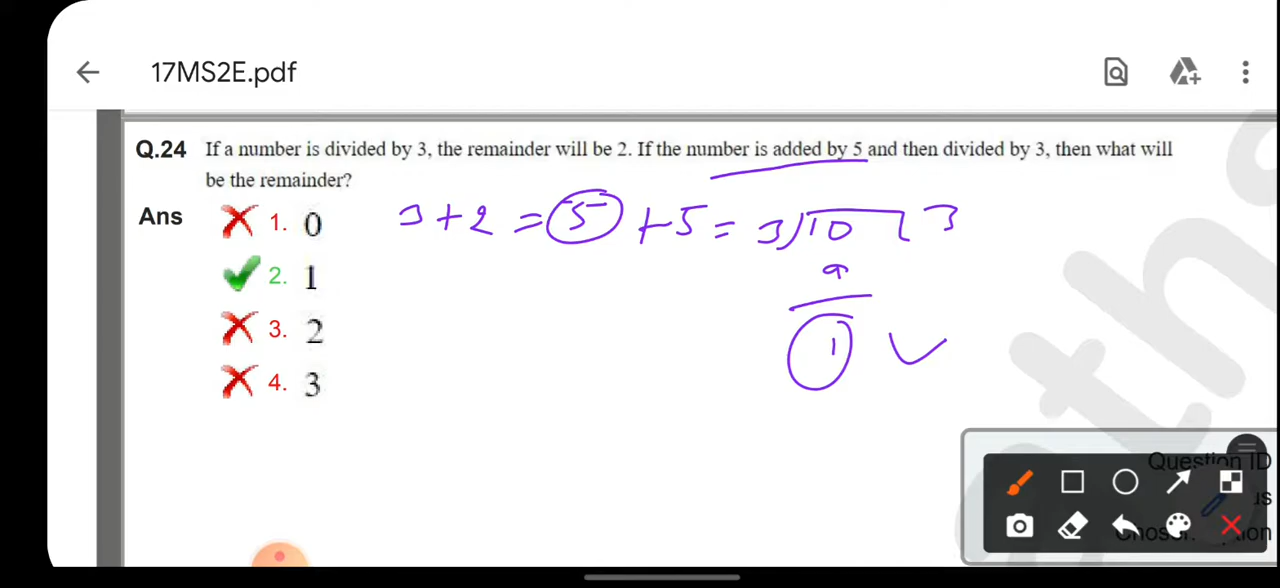 17MS2E.pdf
Q.24 If a number is divided by 3, the remainder will be 2. If the number is added by 5 and then divided by 3, then what will
be the remainder?
Ans 1. 0
2. 1
3. 2
4. 3
3+2 = 5 +5 = 3)10(3
9
1
Question ID